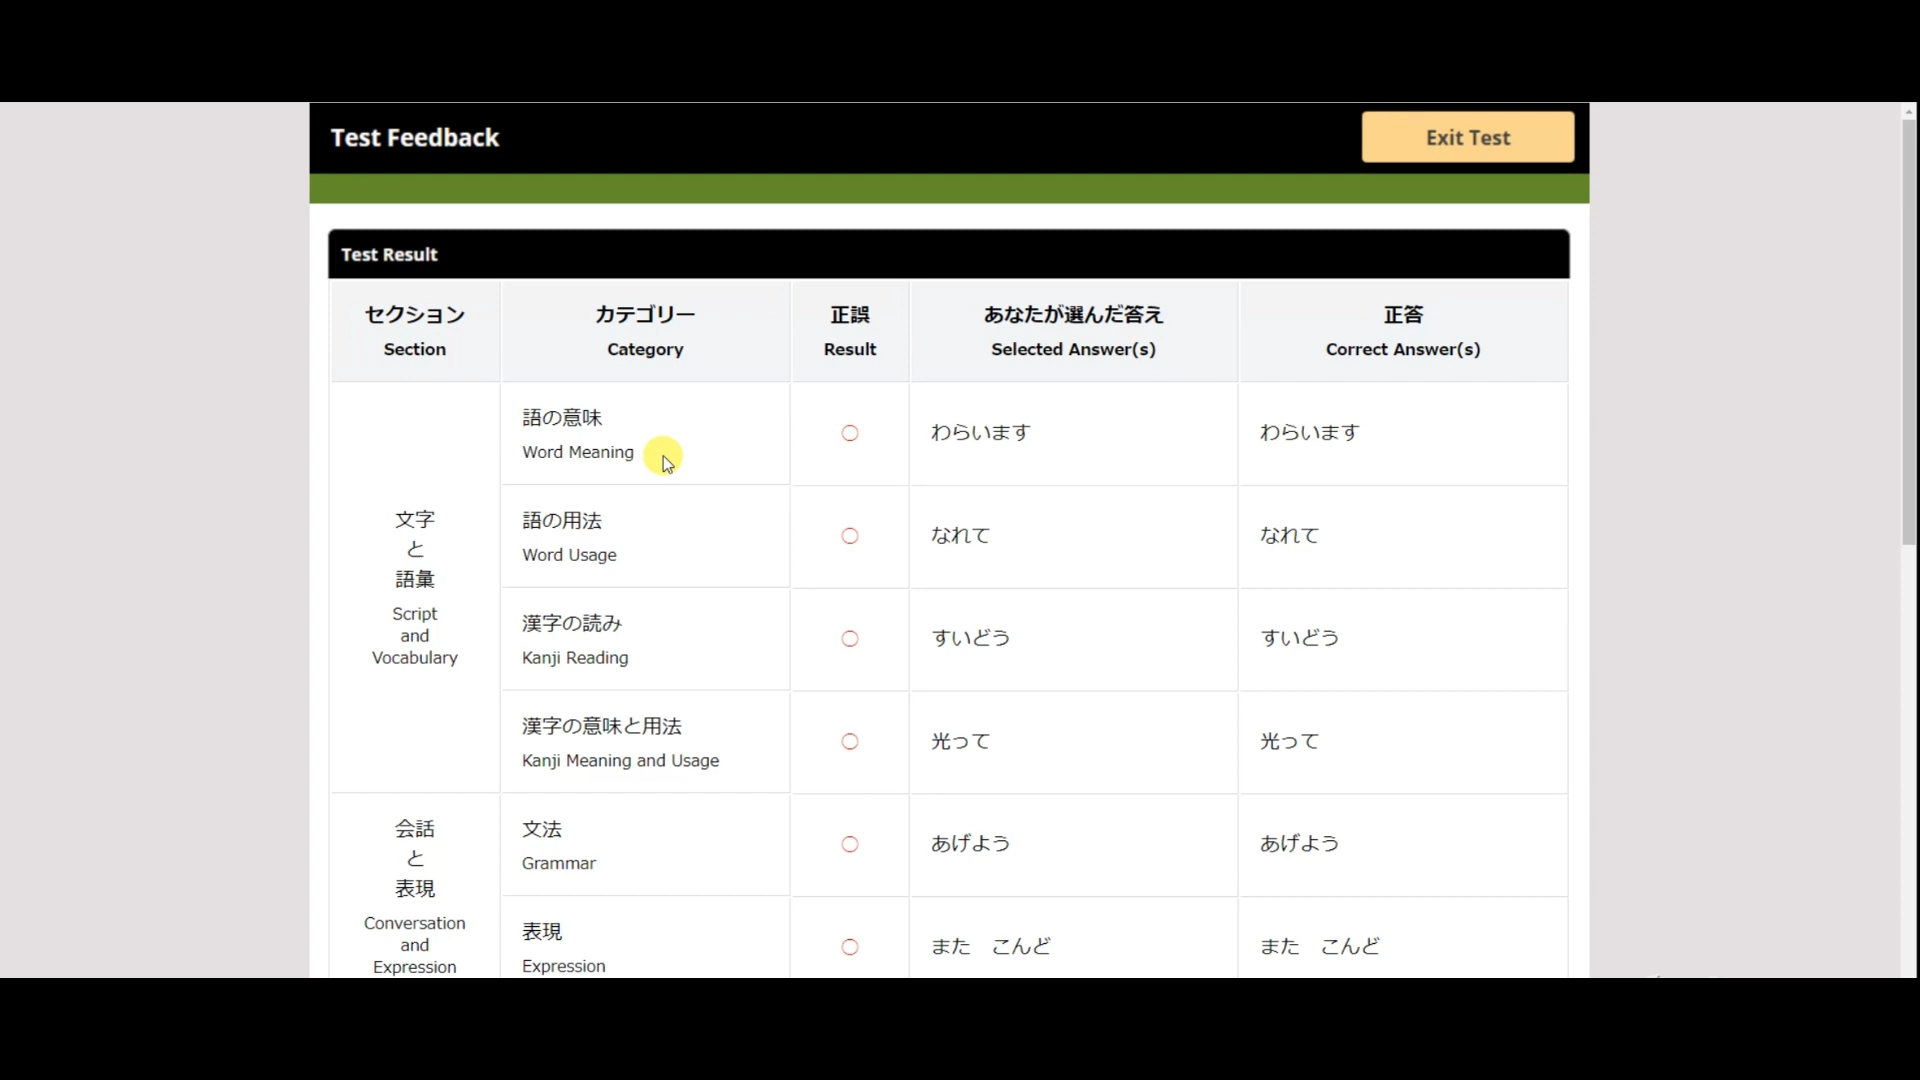 Test Feedback
Exit Test
Test Result
セクション
Section
カテゴリー
Category
正誤
Result
あなたが選んだ答え
Selected Answer(s)
正答
Correct Answer(s)
文字
と
語彙
Script
and
Vocabulary
語の意味
Word Meaning
○
わらいます
わらいます
語の用法
Word Usage
○
なれて
なれて
漢字の読み
Kanji Reading
○
すいどう
すいどう
漢字の意味と用法
Kanji Meaning and Usage
○
光って
光って
会話
と
表現
Conversation
and
Expression
文法
Grammar
○
あげよう
あげよう
表現
Expression
○
また　こんど
また　こんど